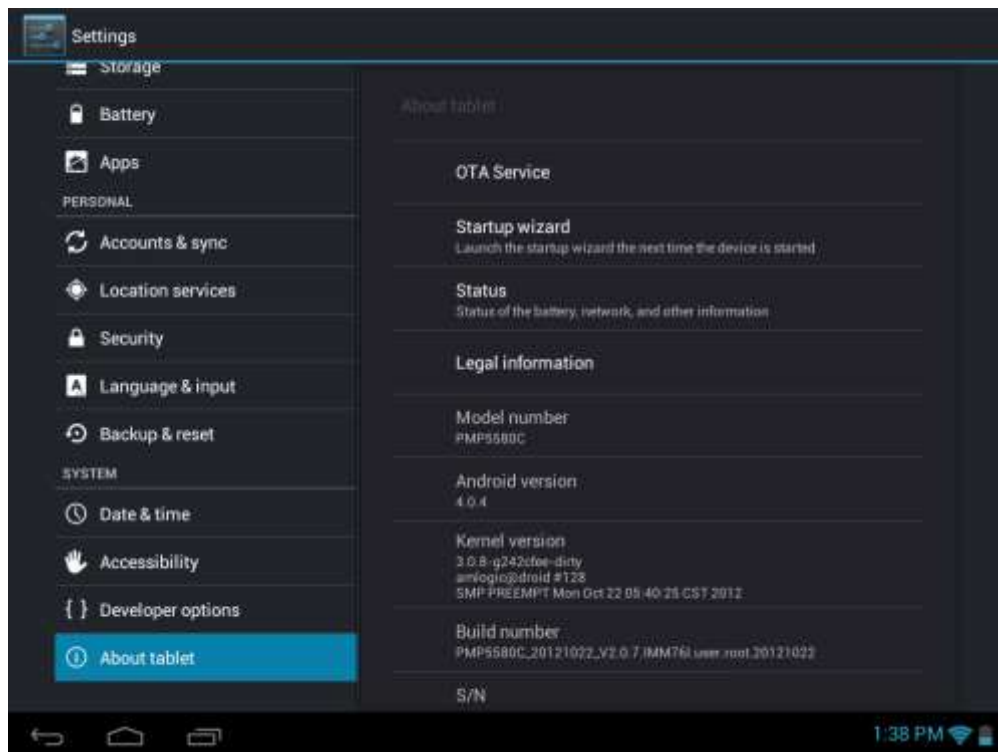 Settings
Storage
Battery
Apps
PERSONAL
Accounts & sync
Location services
Security
Language & input
Backup & reset
SYSTEM
Date & time
Accessibility
{ } Developer options
About tablet
About tablet
OTA Service
Startup wizard
Launch the startup wizard the next time the device is started
Status
Status of the battery, network, and other information
Legal information
Model number
PMP5580C
Android version
4.0.4
Kernel version
3.0.8-g242cfee-dirty
amlogic@droid #128
SMP PREEMPT Mon Oct 22 05:40:25 CST 2012
Build number
PMP5580C_20121022_V2.0.7.IMM76I.user.root.20121022
S/N
1:38 PM